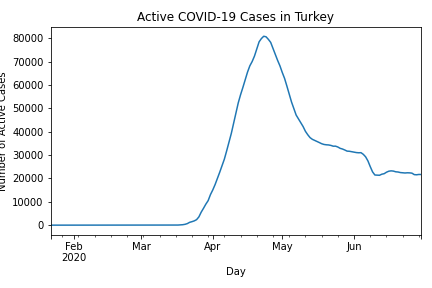 Active COVID-19 Cases in Turkey
Number of Active Cases
80000
70000
60000
50000
40000
30000
20000
10000
0
Feb Mar Apr May Jun
2020
Day